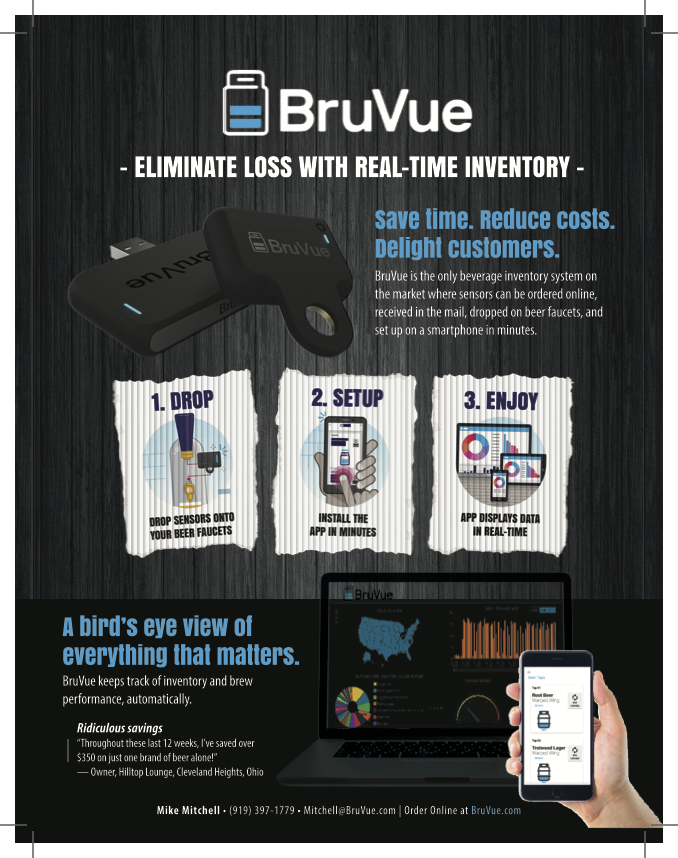 BruVue
- ELIMINATE LOSS WITH REAL-TIME INVENTORY -
BruVue
BruVue
Bru
Save time. Reduce costs.
Delight customers.
BruVue is the only beverage inventory system on
the market where sensors can be ordered online,
received in the mail, dropped on beer faucets, and
set up on a smartphone in minutes.
1. DROP
DROP SENSORS ONTO
YOUR BEER FAUCETS
2. SETUP
INSTALL THE
APP IN MINUTES
3. ENJOY
APP DISPLAYS DATA
IN REAL-TIME
A bird's eye view of
everything that matters.
BruVue keeps track of inventory and brew
performance, automatically.
Ridiculous savings
"Throughout these last 12 weeks, I've saved over
$350 on just one brand of beer alone!"
— Owner, Hilltop Lounge, Cleveland Heights, Ohio
BruVue
Root Beer
Warped Wing
Trotwood Lager
Warped Wing
Mike Mitchell • (919) 397-1779 • Mitchell@BruVue.com | Order Online at BruVue.com